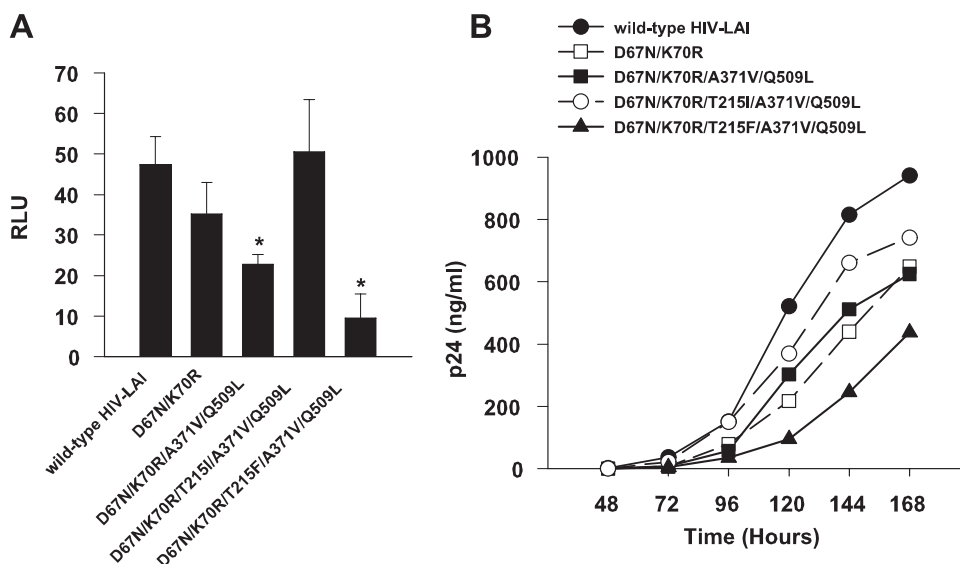 A
RLU
70
60
50
40
30
20
10
0
*
*
wild-type HIV-LAI
D67N/K70R
D67N/K70R/A371V/Q509L
D67N/K70R/T215I/A371V/Q509L
D67N/K70R/T215F/A371V/Q509L
B
wild-type HIV-LAI
D67N/K70R
D67N/K70R/A371V/Q509L
D67N/K70R/T215I/A371V/Q509L
D67N/K70R/T215F/A371V/Q509L
p24 (ng/ml)
1000
800
600
400
200
0
48 72 96 120 144 168
Time (Hours)